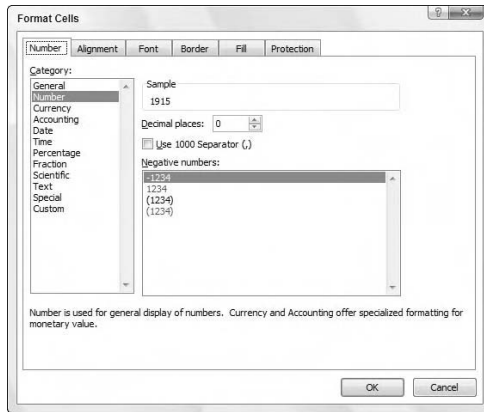 Format Cells
Number Alignment Font Border Fill Protection
Category:
General
Number
Currency
Accounting
Date
Time
Percentage
Fraction
Scientific
Text
Special
Custom
Sample
1915
Decimal places: 0
Use 1000 Separator (,)
Negative numbers:
-1234
1234
(1234)
(1234)
Number is used for general display of numbers. Currency and Accounting offer specialized formatting for
monetary value.
OK Cancel